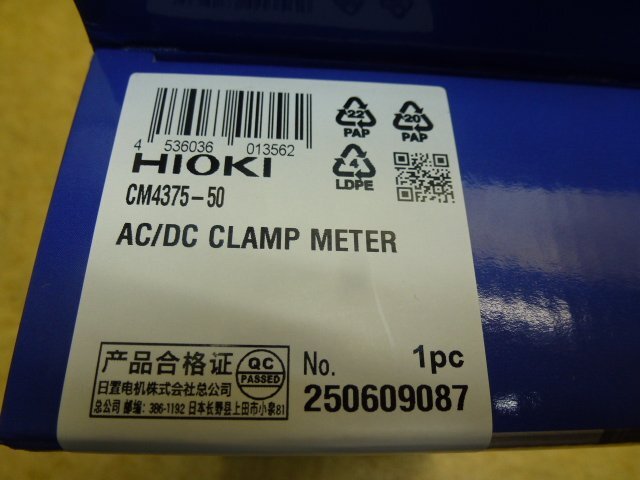 4 536036 013562
22
PAP
20
PAP
HIOKI
4
LDPE
CM4375-50
AC/DC CLAMP METER
产品合格证
QC
PASSED
日置电机株式会社总公司
总公司 邮编: 386-1192 日本长野县上田市小泉81
No.
1pc
250609087